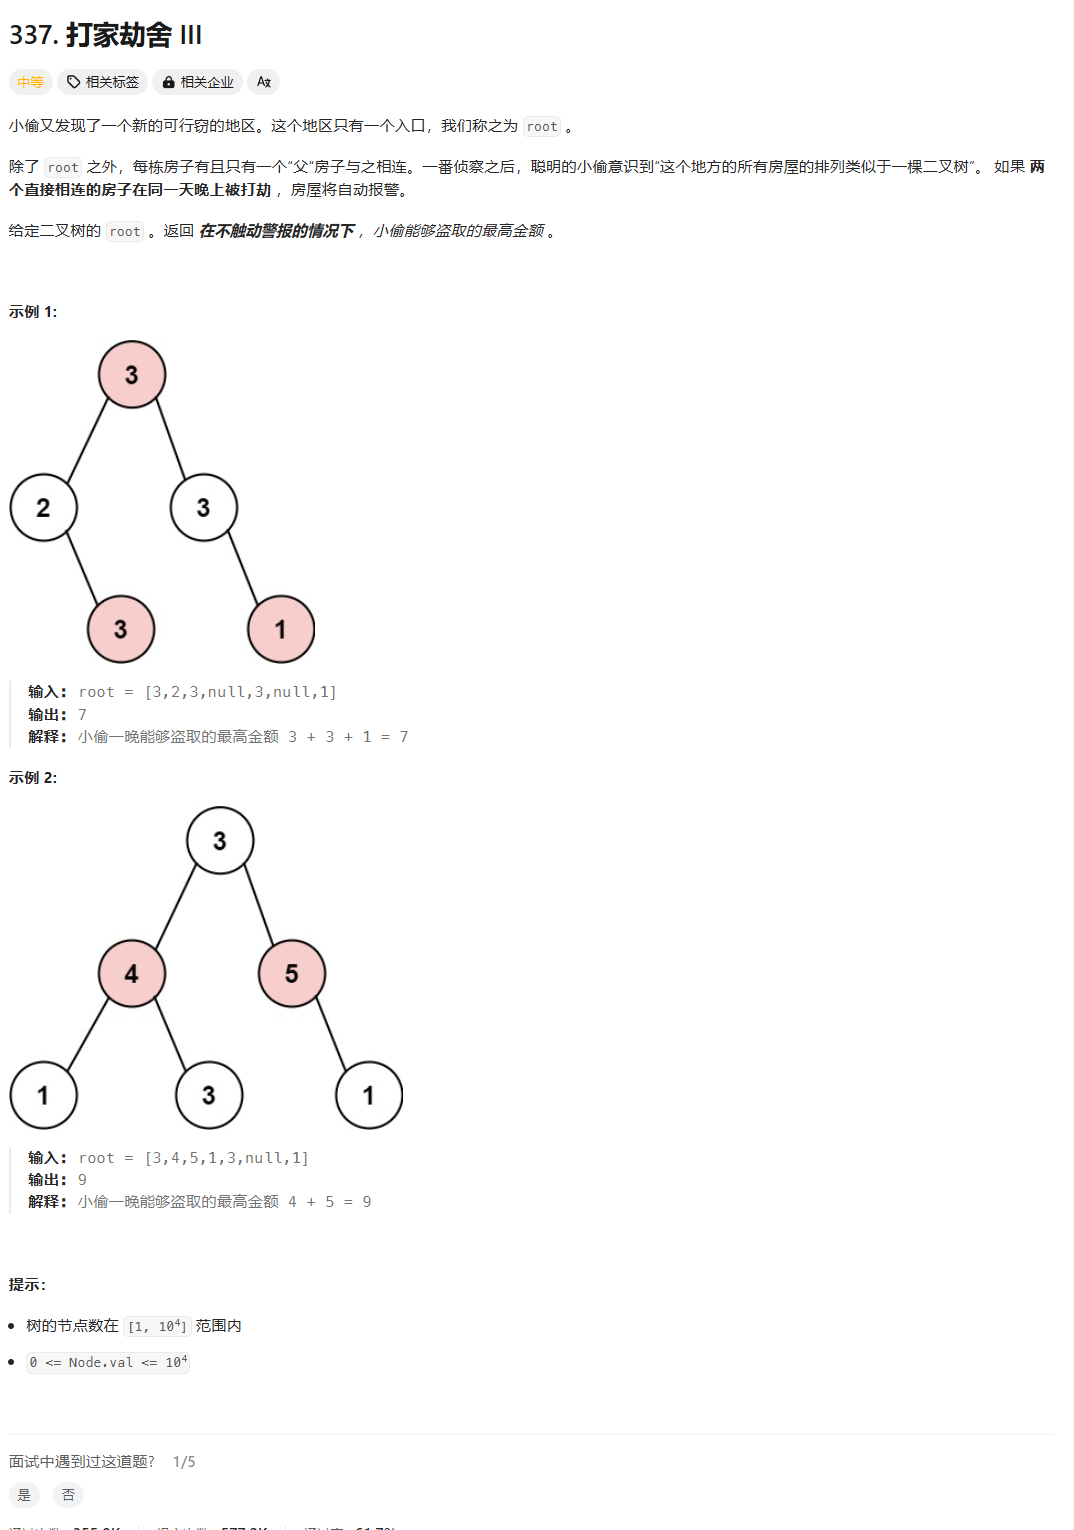 337. 打家劫舍 III
中等 相关标签 相关企业 A文
小偷又发现了一个新的可行窃的地区。这个地区只有一个入口，我们称之为 root 。
除了 root 之外，每栋房子有且只有一个“父“房子与之相连。一番侦察之后，聪明的小偷意识到“这个地方的所有房屋的排列类似于一棵二叉树”。 如果 两
个直接相连的房子在同一天晚上被打劫 ，房屋将自动报警。
给定二叉树的 root 。返回 在不触动警报的情况下 ，小偷能够盗取的最高金额 。
示例 1:
3
2 3
3 1
输入： root = [3,2,3,null,3,null,1]
输出： 7
解释： 小偷一晚能够盗取的最高金额 3 + 3 + 1 = 7
示例 2:
3
4 5
1 3 1
输入： root = [3,4,5,1,3,null,1]
输出： 9
解释： 小偷一晚能够盗取的最高金额 4 + 5 = 9
提示：
树的节点数在 [1, 10⁴] 范围内
0 <= Node.val <= 10⁴
面试中遇到过这道题? 1/5
是 否